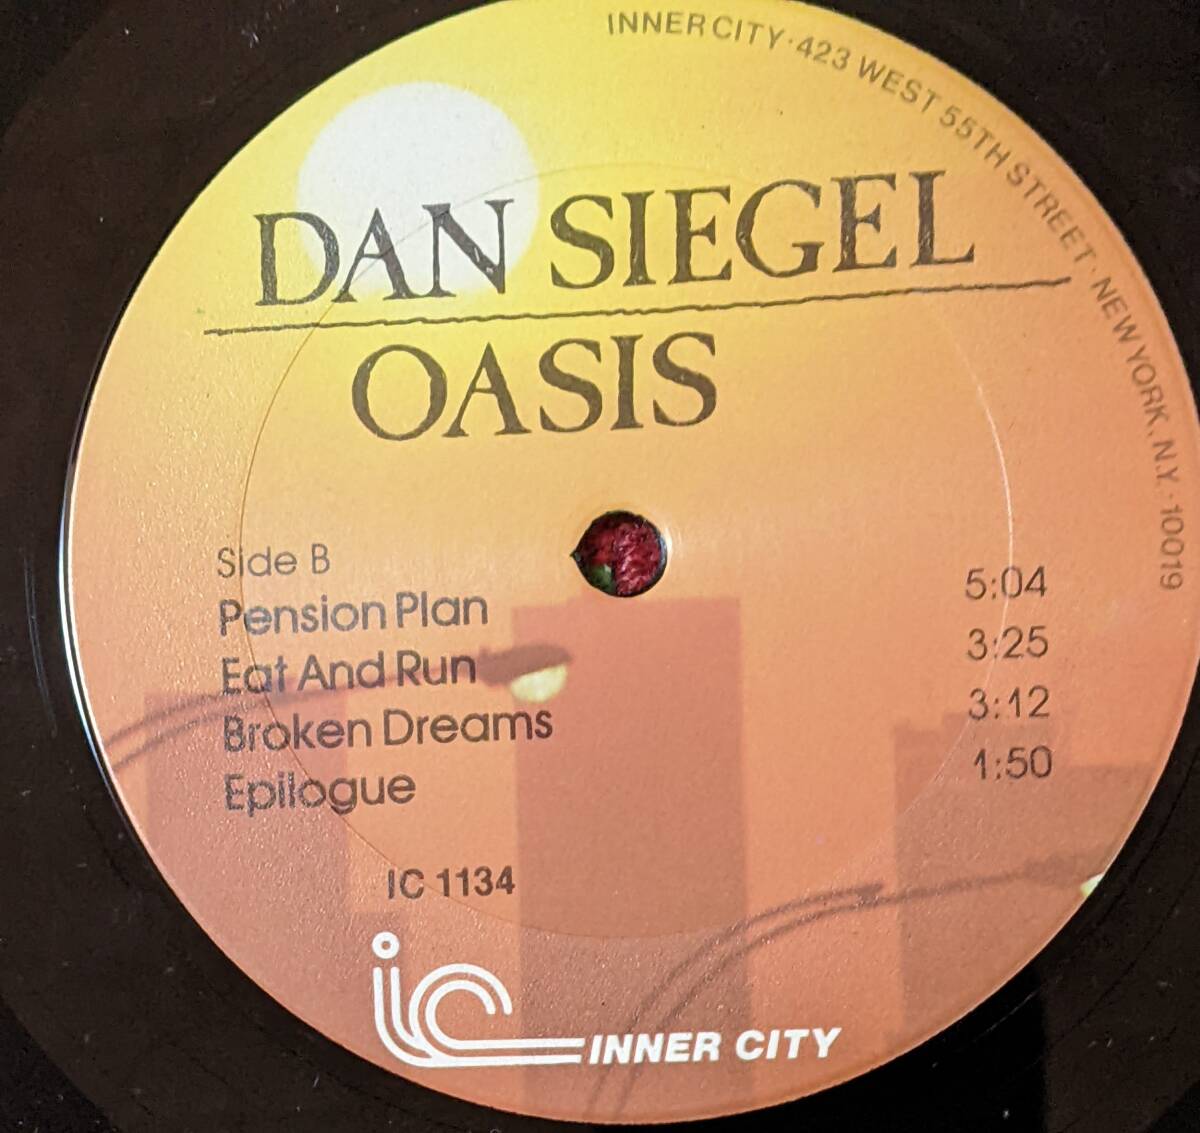 INNER CITY · 423 WEST 55TH STREET · NEW YORK, N.Y. · 10019
DAN SIEGEL
OASIS
Side B
Pension Plan 5:04
Eat And Run 3:25
Broken Dreams 3:12
Epilogue 1:50
IC 1134
ic INNER CITY